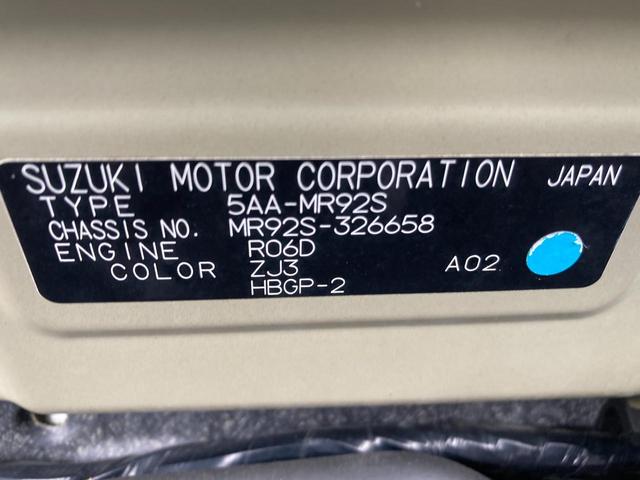 SUZUKI MOTOR CORPORATION JAPAN
TYPE 5AA-MR92S
CHASSIS NO. MR92S-326658
ENGINE R06D
COLOR ZJ3 A02
HBGP-2